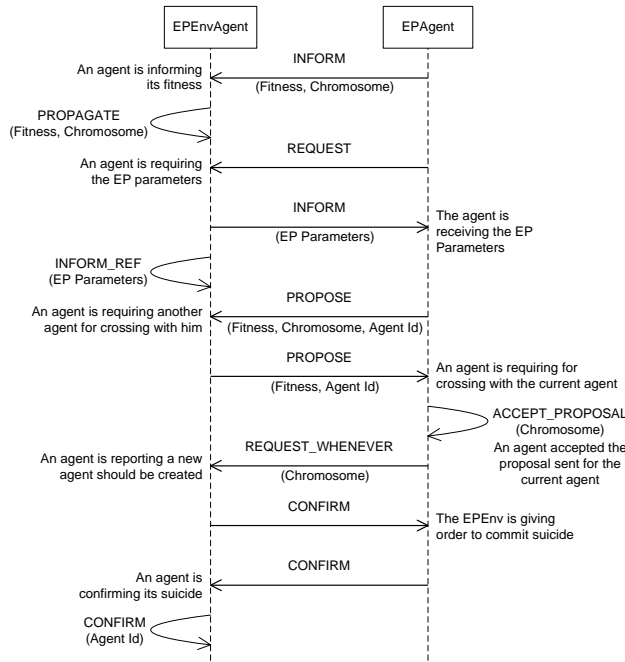 EPEnvAgent
EPAgent
INFORM
An agent is informing
its fitness
(Fitness, Chromosome)
PROPAGATE
(Fitness, Chromosome)
REQUEST
An agent is requiring
the EP parameters
INFORM
(EP Parameters)
The agent is
receiving the EP
Parameters
INFORM_REF
(EP Parameters)
PROPOSE
An agent is requiring another
agent for crossing with him
(Fitness, Chromosome, Agent Id)
PROPOSE
(Fitness, Agent Id)
An agent is requiring for
crossing with the current agent
ACCEPT_PROPOSAL
(Chromosome)
An agent accepted the
proposal sent for the
current agent
REQUEST_WHENEVER
An agent is reporting a new
agent should be created
(Chromosome)
CONFIRM
The EPEnv is giving
order to commit suicide
CONFIRM
An agent is
confirming its suicide
CONFIRM
(Agent Id)